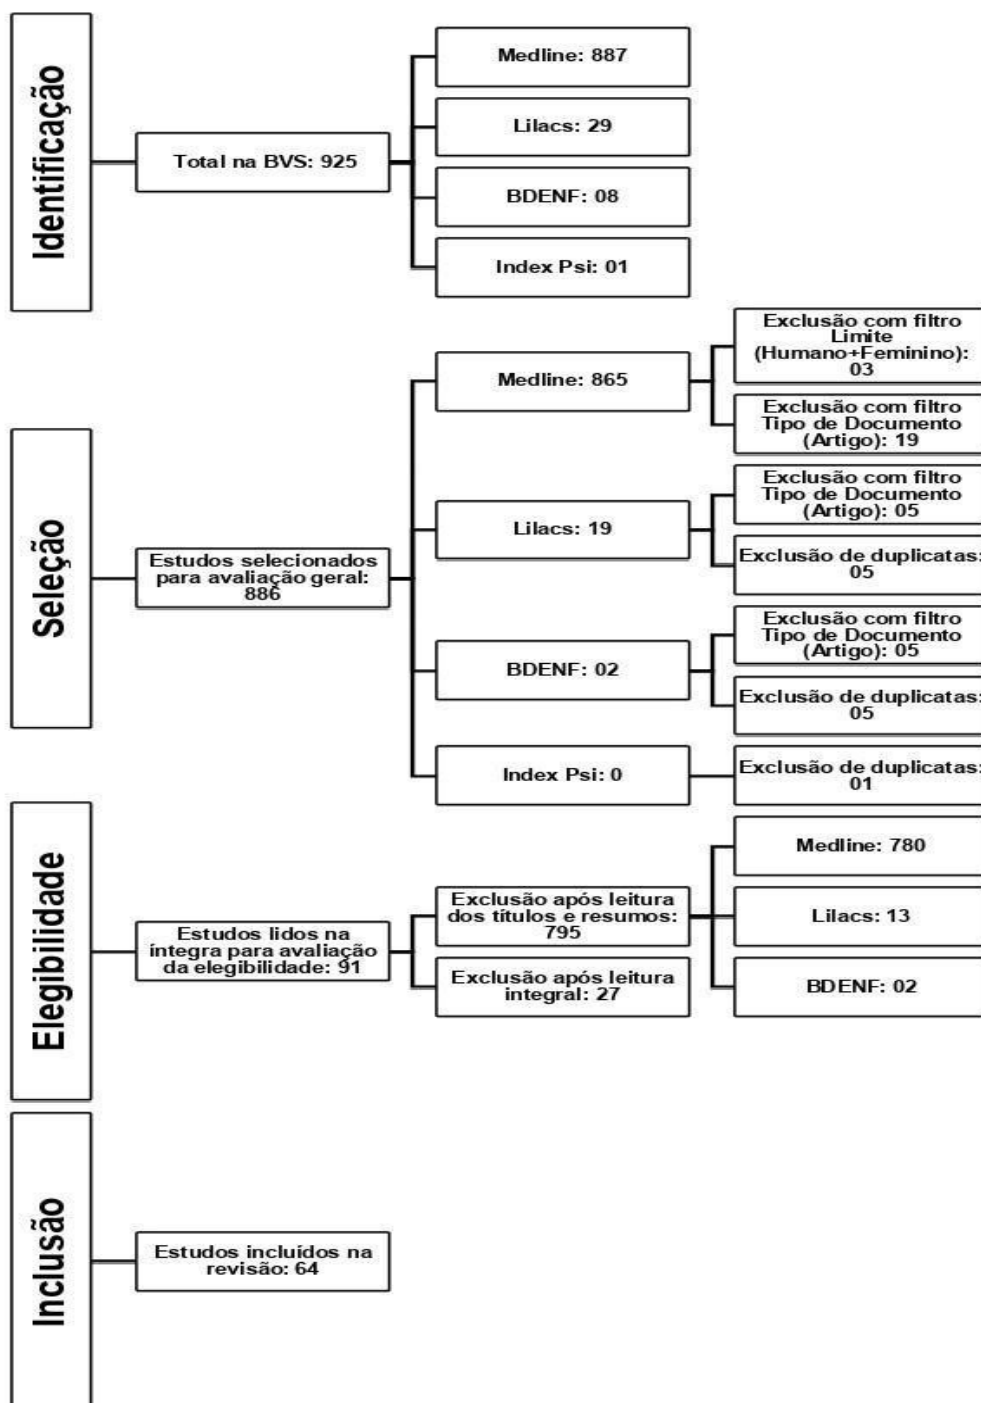 Identificação
Total na BVS: 925
Medline: 887
Lilacs: 29
BDENF: 08
Index Psi: 01
Seleção
Estudos selecionados
para avaliação geral:
886
Medline: 865
Exclusão com filtro
Limite
(Humano+Feminino):
03
Exclusão com filtro
Tipo de Documento
(Artigo): 19
Lilacs: 19
Exclusão com filtro
Tipo de Documento
(Artigo): 05
Exclusão de duplicatas:
05
BDENF: 02
Exclusão com filtro
Tipo de Documento
(Artigo): 05
Exclusão de duplicatas:
05
Index Psi: 0
Exclusão de duplicatas:
01
Elegibilidade
Estudos lidos na
íntegra para avaliação
da elegibilidade: 91
Exclusão após leitura
dos títulos e resumos:
795
Medline: 780
Lilacs: 13
BDENF: 02
Exclusão após leitura
integral: 27
Inclusão
Estudos incluídos na
revisão: 64